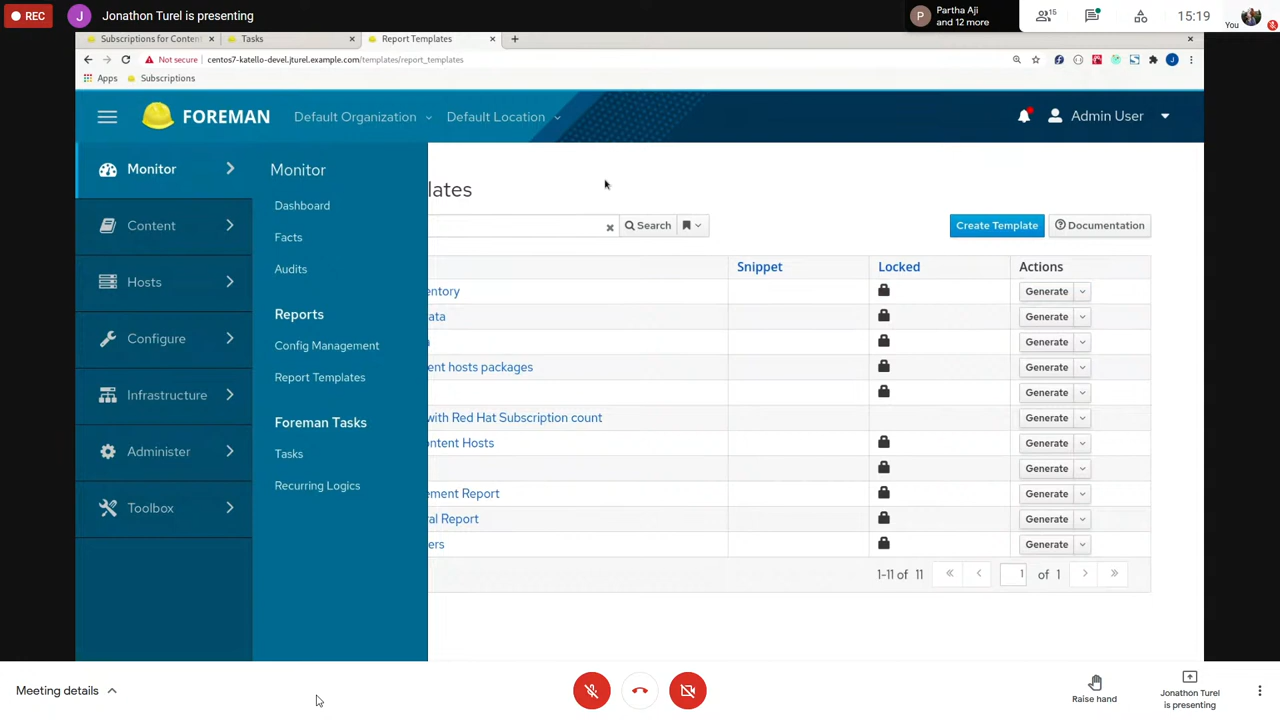 REC
J
Jonathon Turel is presenting
P
Partha Aji
and 12 more
15
15:19
You
Subscriptions for Conten
Tasks
Report Templates
Not secure
centos7-katello-devel.jturel.example.com/templates/report_templates
J
Apps
Subscriptions
FOREMAN
Default Organization
Default Location
Admin User
Monitor
Content
Hosts
Configure
Infrastructure
Administer
Toolbox
Monitor
Dashboard
Facts
Audits
Reports
Config Management
Report Templates
Foreman Tasks
Tasks
Recurring Logics
lates
Search
Create Template
Documentation
Snippet Locked Actions
entory Generate
ata Generate
Generate
ent hosts packages Generate
Generate
with Red Hat Subscription count Generate
ontent Hosts Generate
Generate
ement Report Generate
ral Report Generate
ers Generate
1-11 of 11 « ‹ 1 of 1 › »
Meeting details
Raise hand
Jonathon Turel
is presenting